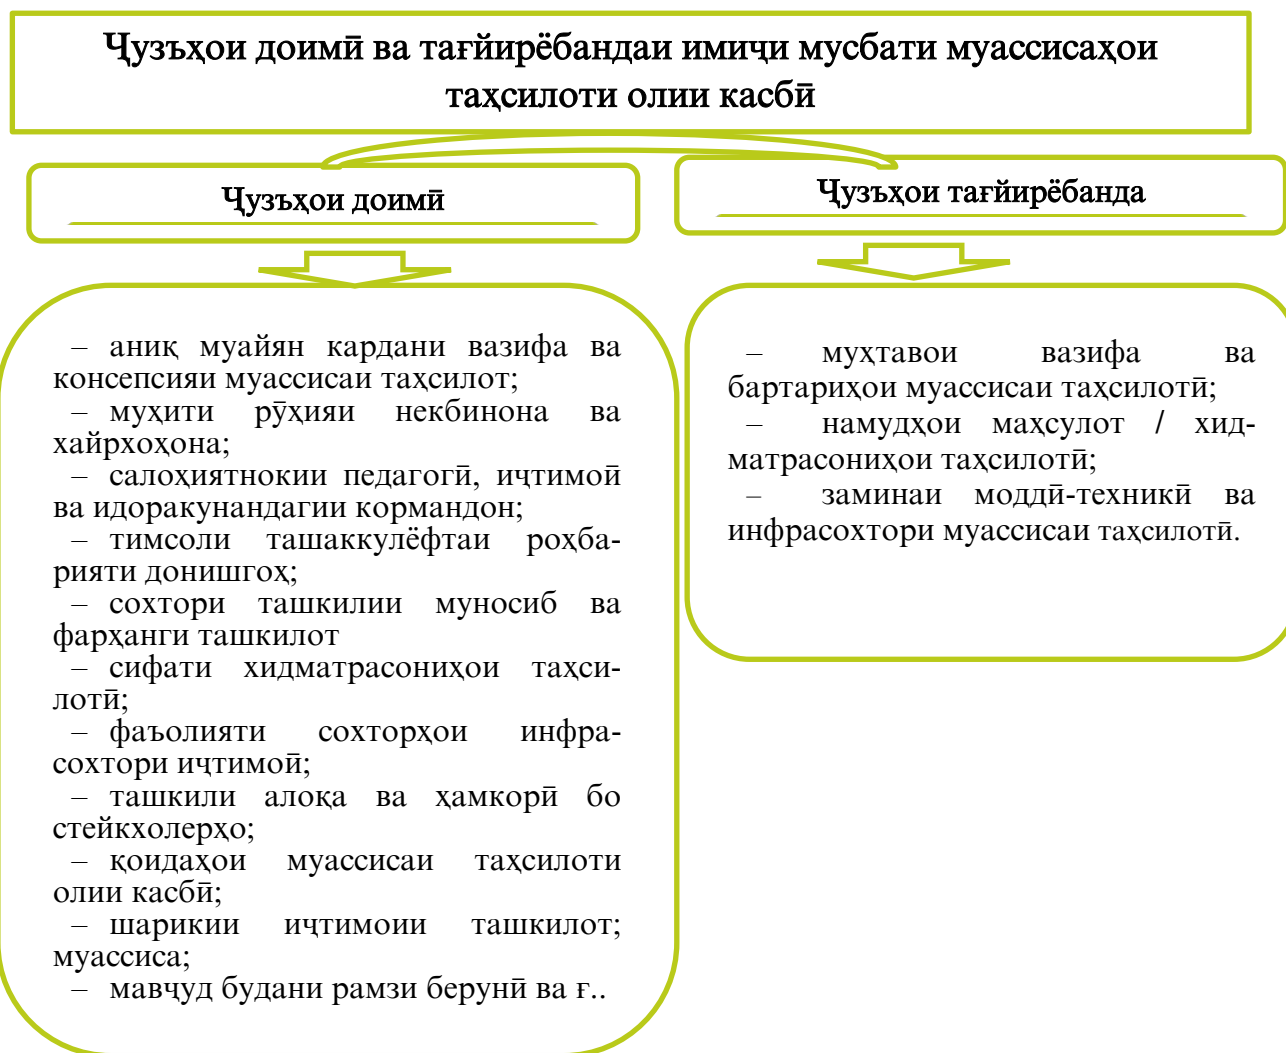 Ҷузъҳои доимӣ ва тағйирёбандаи имиҷи мусбати муассисаҳои
таҳсилоти олии касбӣ
Ҷузъҳои доимӣ
– аниқ муайян кардани вазифа ва
консепсияи муассисаи таҳсилот;
– муҳити рӯҳияи некбинона ва
хайрхоҳона;
– салоҳиятнокии педагогӣ, иҷтимоӣ
ва идоракунандагии кормандон;
– тимсоли ташаккулёфтаи роҳба-
рияти донишгоҳ;
– сохтори ташкилии муносиб ва
фарҳанги ташкилот
– сифати хидматрасониҳои таҳси-
лотӣ;
– фаъолияти сохторҳои инфра-
сохтори иҷтимоӣ;
– ташкили алоқа ва ҳамкорӣ бо
стейкхолерҳо;
– қоидаҳои муассисаи таҳсилоти
олии касбӣ;
– шарикии иҷтимоии ташкилот;
муассиса;
– мавҷуд будани рамзи берунӣ ва ғ..
Ҷузъҳои тағйирёбанда
– муҳтавои вазифа ва
бартариҳои муассисаи таҳсилотӣ;
– намудҳои маҳсулот / хид-
матрасониҳои таҳсилотӣ;
– заминаи моддӣ-техникӣ ва
инфрасохтори муассисаи таҳсилотӣ.